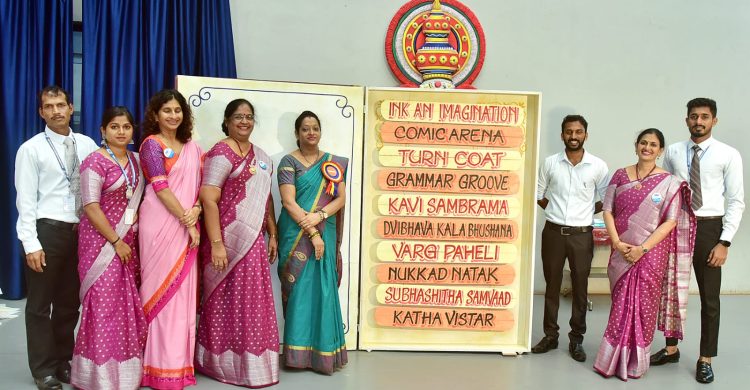 INK AN IMAGINATION
COMIC ARENA
TURN COAT
GRAMMAR GROOVE
KAVI SAMBRAMA
DVIBHAVA KALA BHUSHANA
VARG PAHELI
NUKKAD NATAK
SUBHASHITHA SAMVAAD
KATHA VISTAR